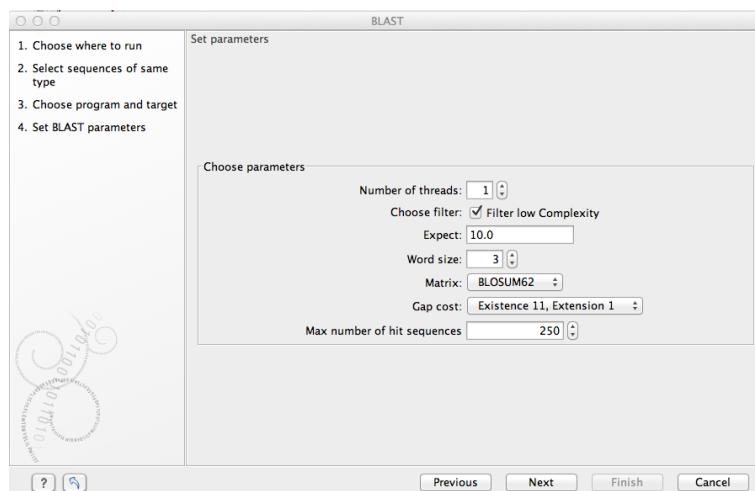 BLAST
1. Choose where to run
2. Select sequences of same
type
3. Choose program and target
4. Set BLAST parameters
Set parameters
Choose parameters
Number of threads: 1
Choose filter: Filter low Complexity
Expect: 10.0
Word size: 3
Matrix: BLOSUM62
Gap cost: Existence 11, Extension 1
Max number of hit sequences 250
? Previous Next Finish Cancel